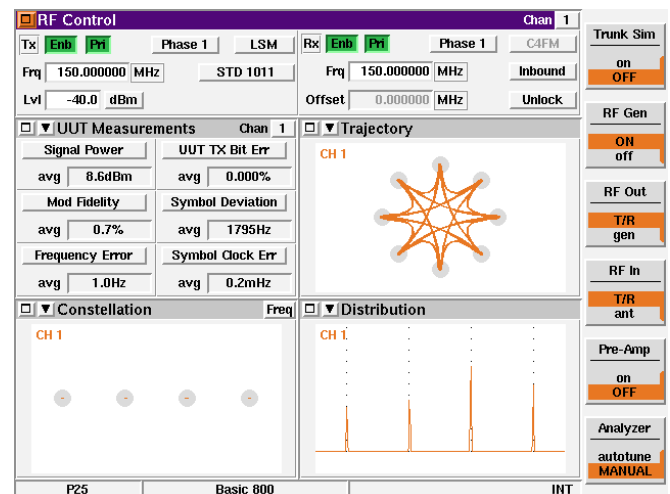 RF Control Chan 1
Tx Enb Pri Phase 1 LSM
Frq 150.000000 MHz STD 1011
Lvl -40.0 dBm
Rx Enb Pri Phase 1 C4FM
Frq 150.000000 MHz Inbound
Offset 0.000000 MHz Unlock
UUT Measurements Chan 1
Signal Power UUT TX Bit Err
avg 8.6dBm avg 0.000%
Mod Fidelity Symbol Deviation
avg 0.7% avg 1795Hz
Frequency Error Symbol Clock Err
avg 1.0Hz avg 0.2mHz
Trajectory
CH 1
Constellation Freq
CH 1
Distribution
CH 1
Trunk Sim
on
OFF
RF Gen
ON
off
RF Out
T/R
gen
RF In
T/R
ant
Pre-Amp
on
OFF
Analyzer
autotune
MANUAL
P25 Basic 800 INT